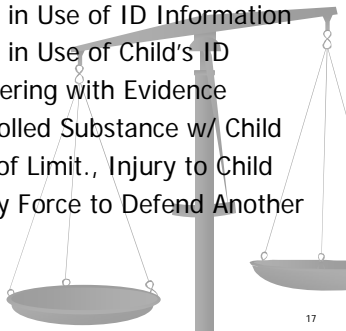 in Use of ID Information
in Use of Child's ID
ering with Evidence
olled Substance w/ Child
of Limit., Injury to Child
y Force to Defend Another
17